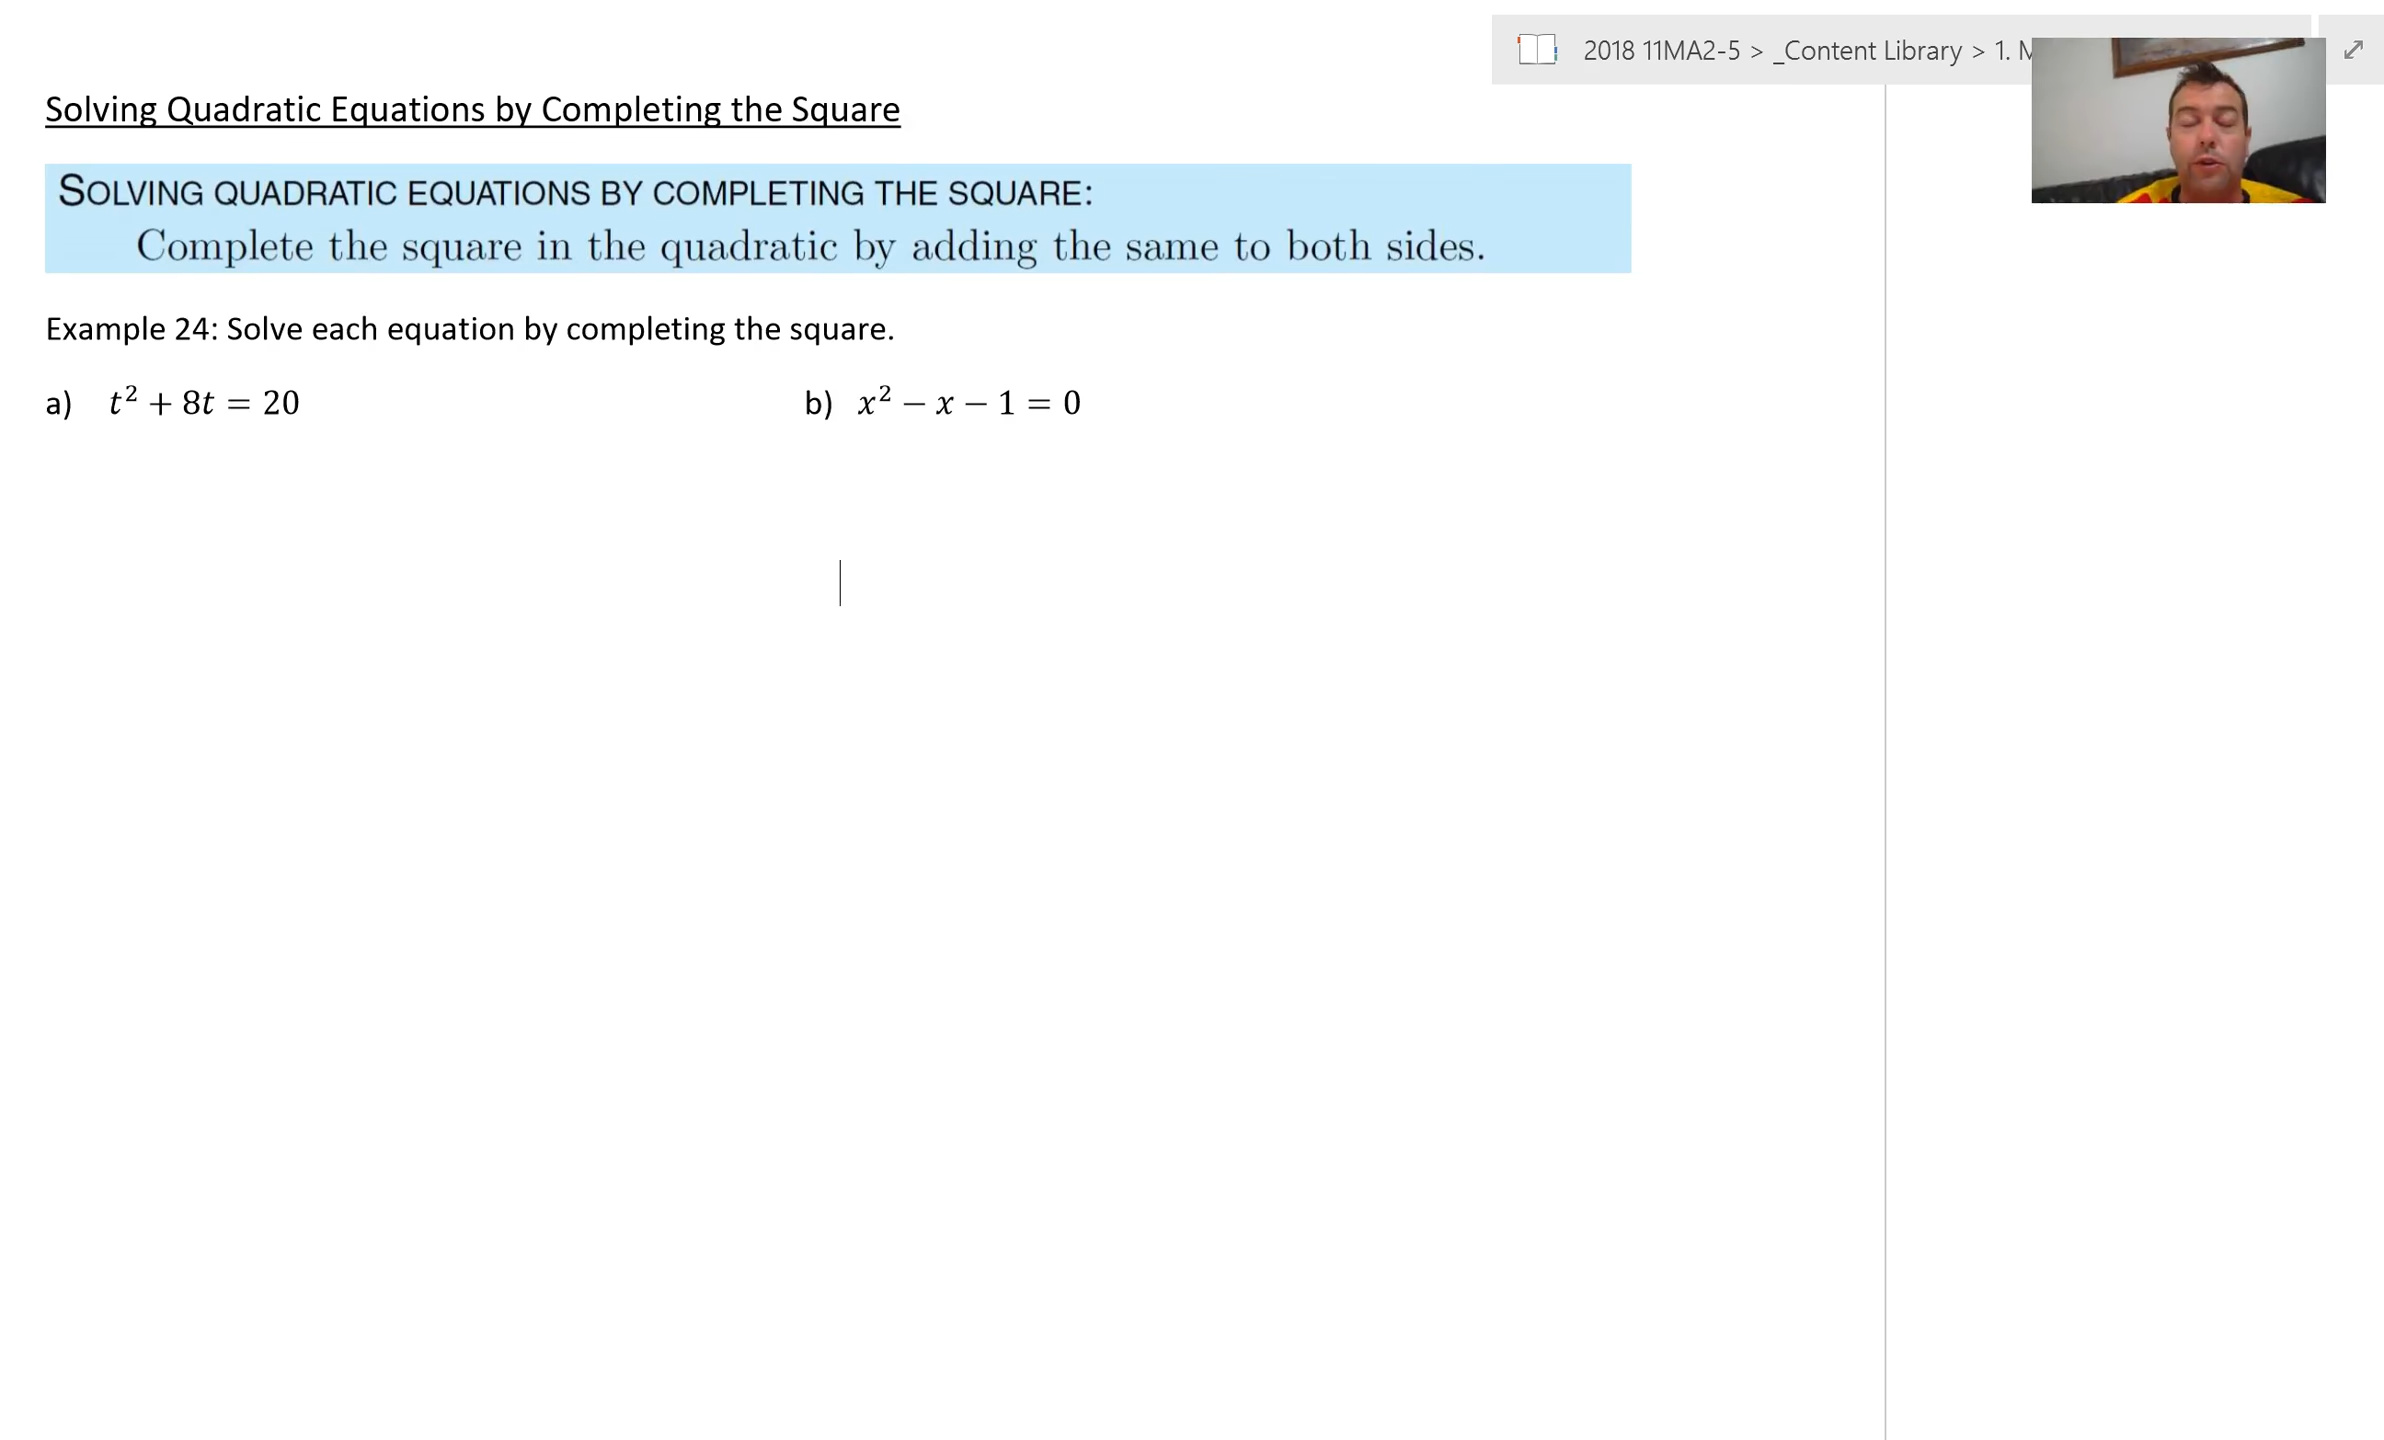 2018 11MA2-5 > _Content Library > 1. M
Solving Quadratic Equations by Completing the Square
SOLVING QUADRATIC EQUATIONS BY COMPLETING THE SQUARE:
Complete the square in the quadratic by adding the same to both sides.
Example 24: Solve each equation by completing the square.
a) t² + 8t = 20
b) x² − x − 1 = 0